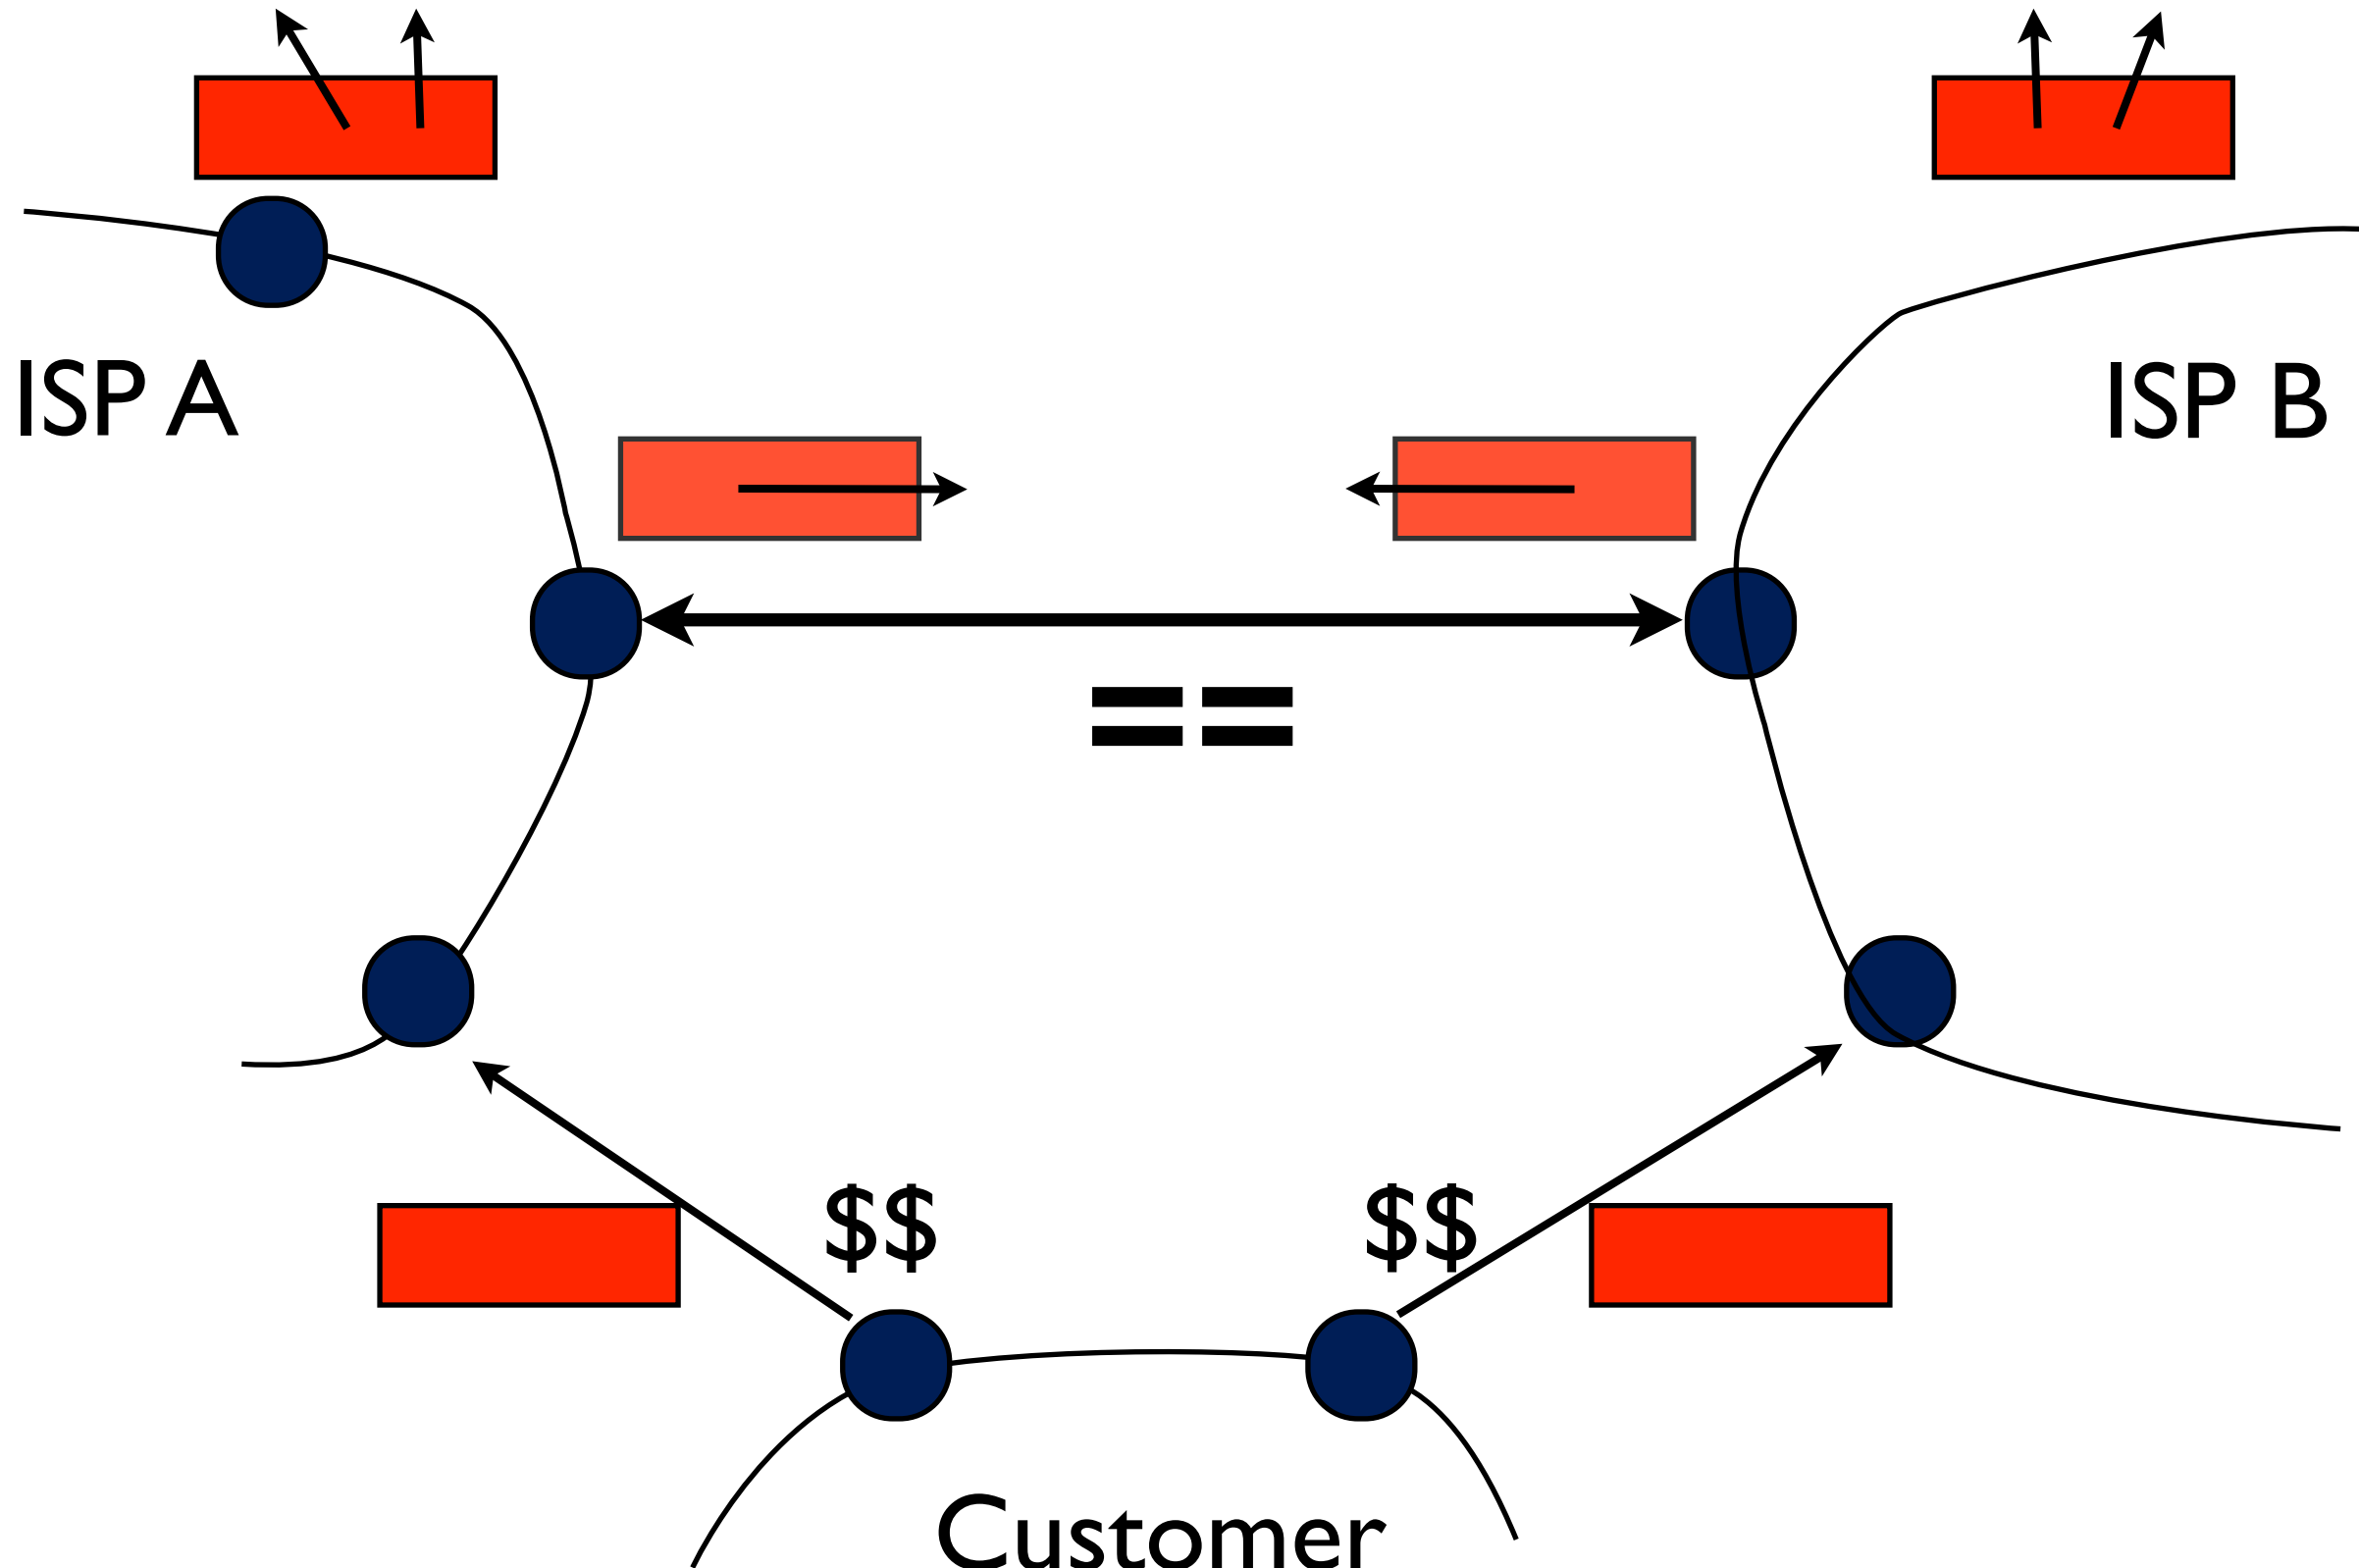 ISP A
ISP B
==
$$
$$
Customer